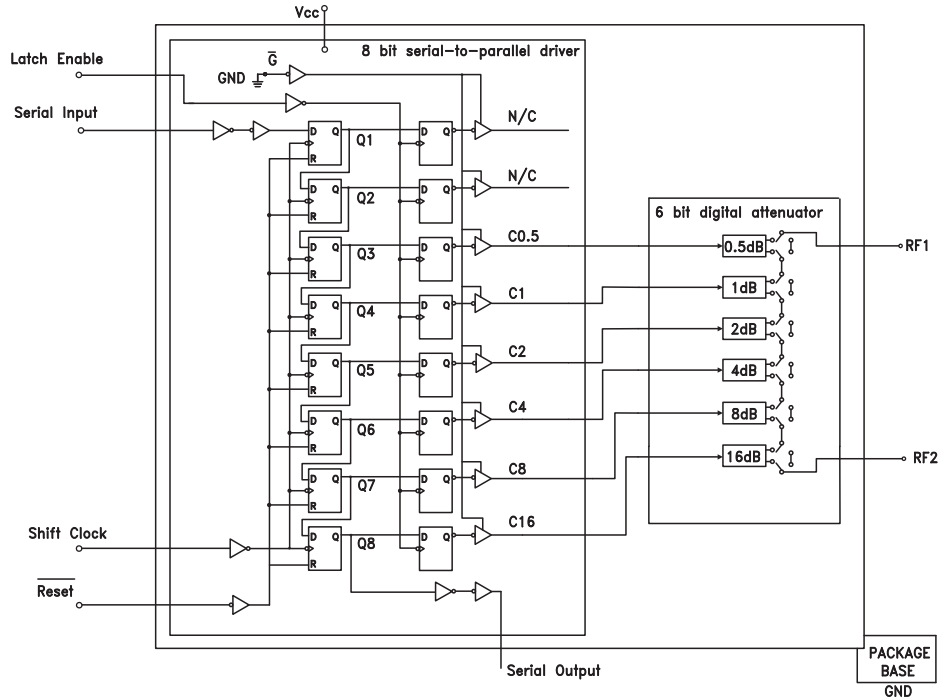 Vcc
8 bit serial-to-parallel driver
Latch Enable
G
GND
Serial Input
N/C
D Q
Q1
D Q
R
N/C
D Q
Q2
D Q
R
6 bit digital attenuator
C0.5
D Q
Q3
D Q
R
0.5dB
RF1
C1
D Q
Q4
D Q
R
1dB
C2
D Q
Q5
D Q
R
2dB
C4
D Q
Q6
D Q
R
4dB
8dB
C8
D Q
Q7
D Q
R
16dB
RF2
C16
Shift Clock
D Q
Q8
D Q
R
Reset
Serial Output
PACKAGE
BASE
GND